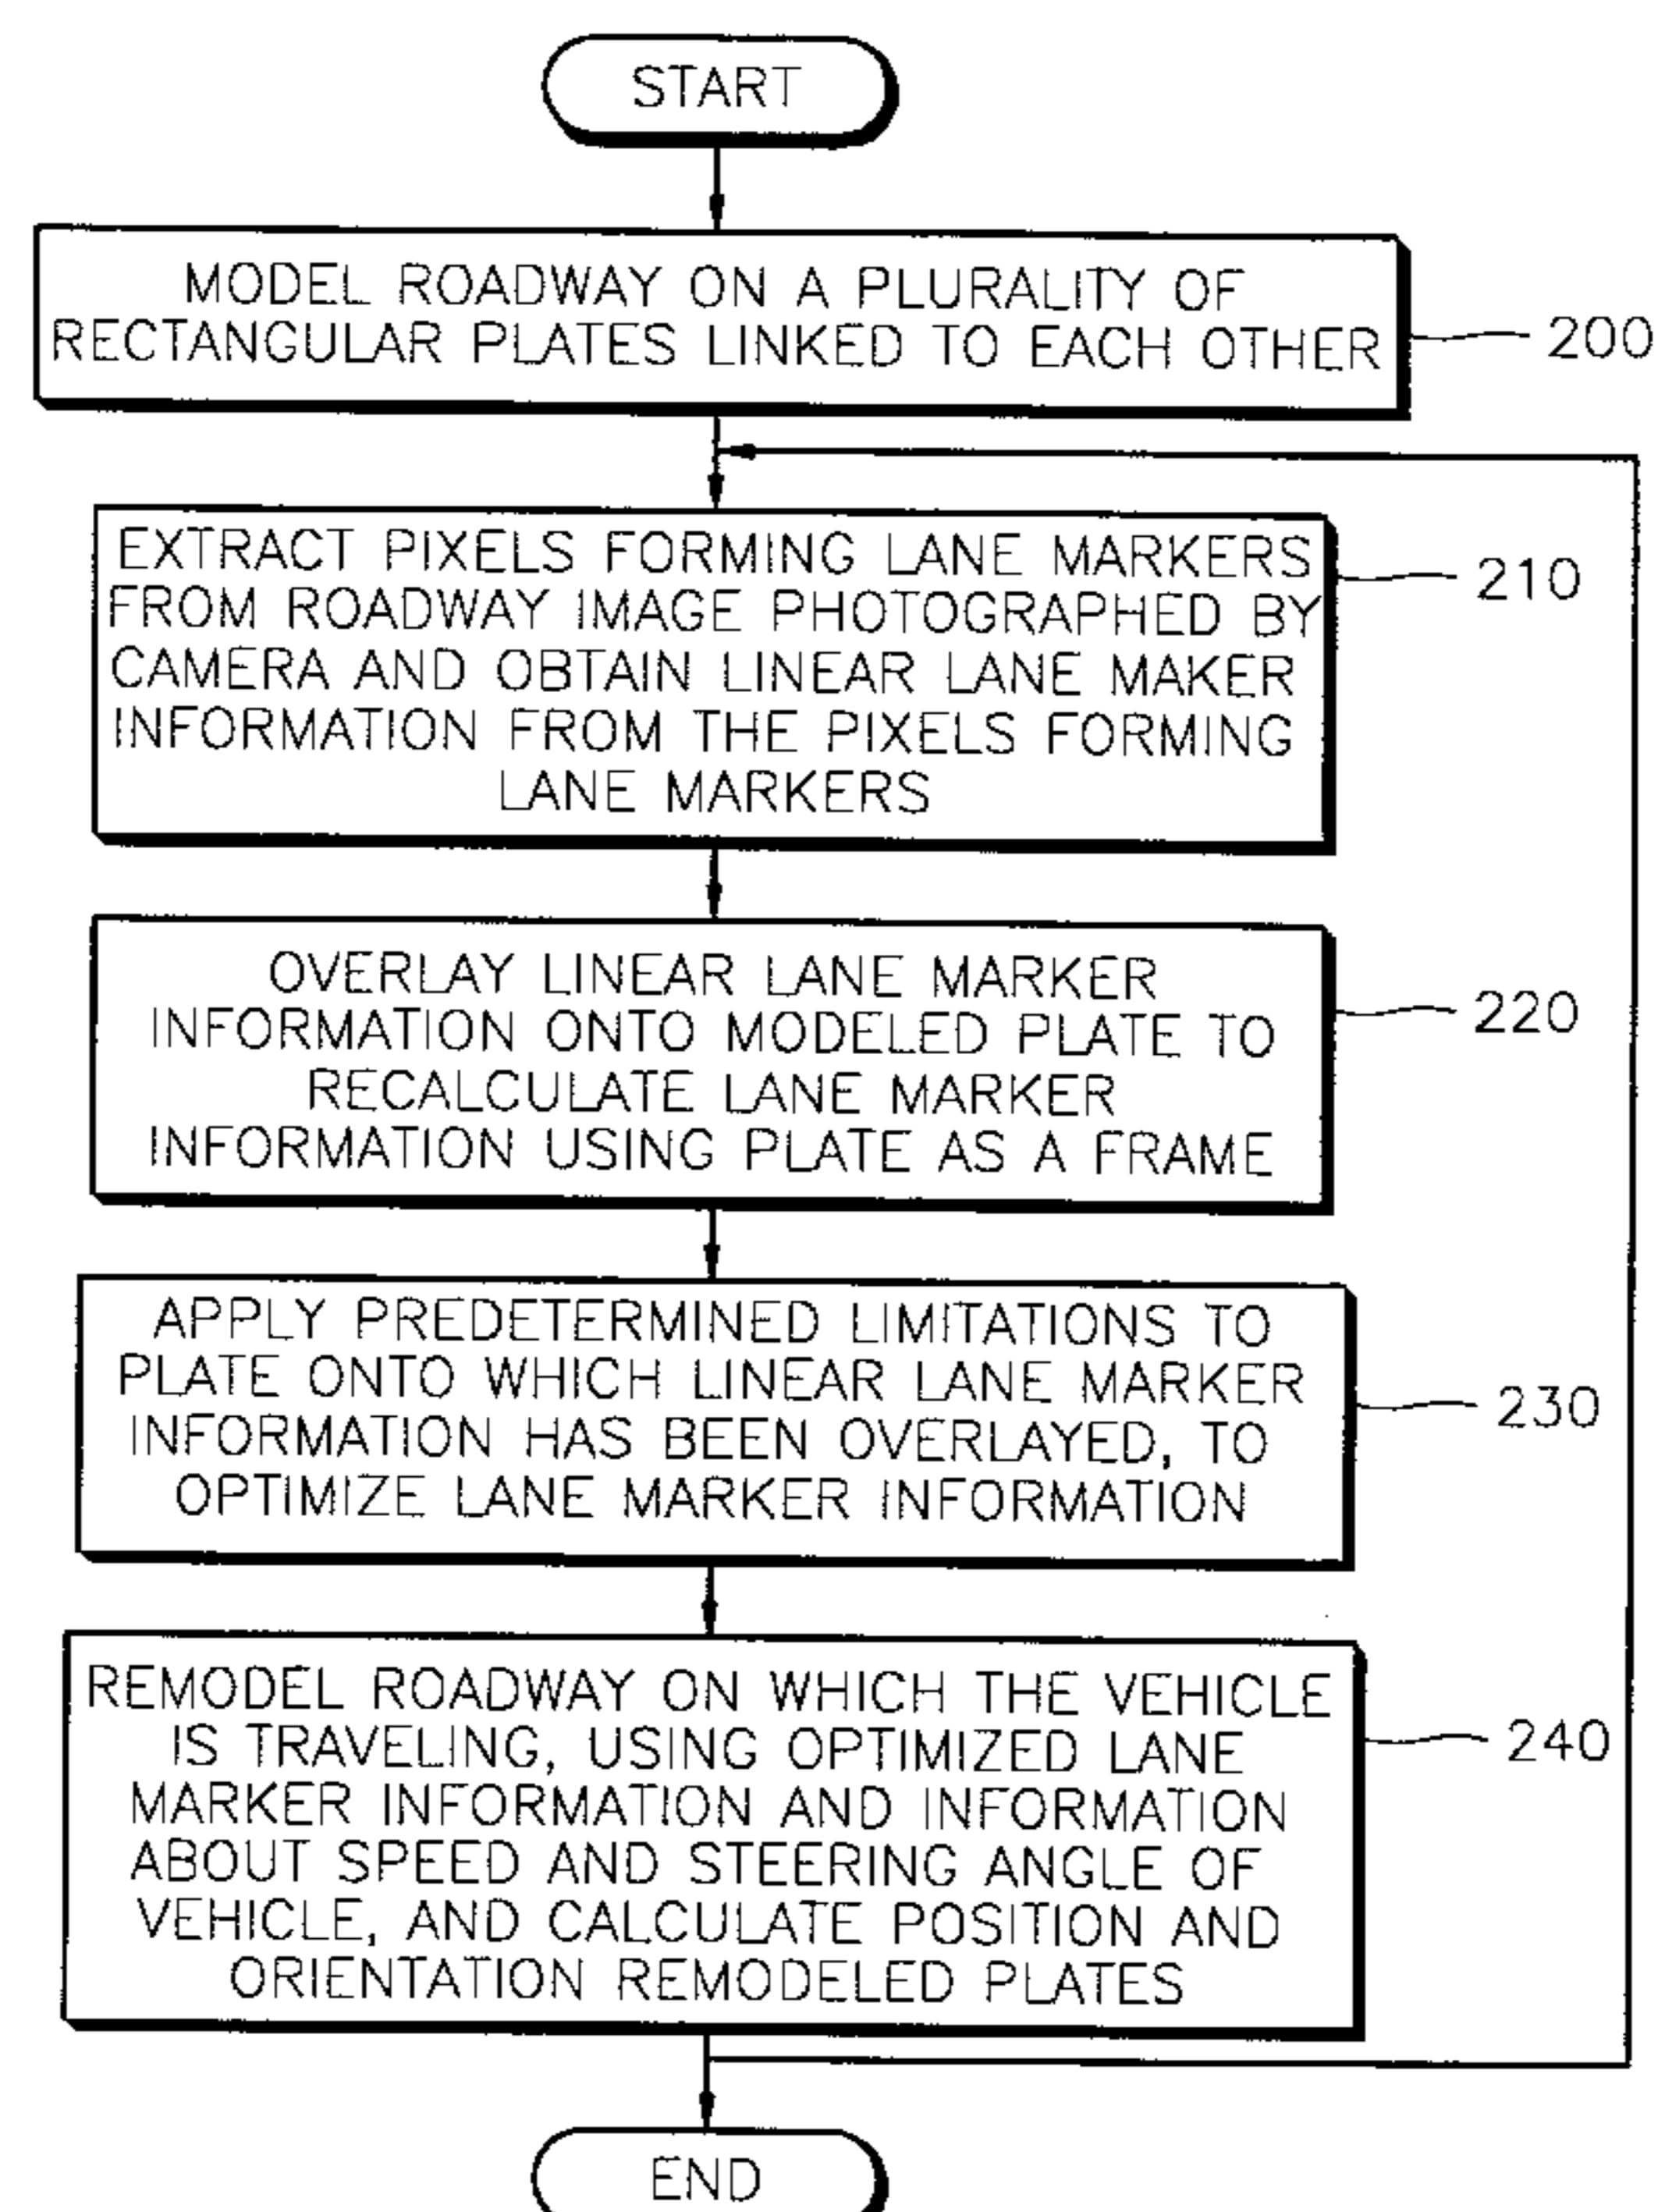 START
MODEL ROADWAY ON A PLURALITY OF
RECTANGULAR PLATES LINKED TO EACH OTHER
200
EXTRACT PIXELS FORMING LANE MARKERS
FROM ROADWAY IMAGE PHOTOGRAPHED BY
CAMERA AND OBTAIN LINEAR LANE MAKER
INFORMATION FROM THE PIXELS FORMING
LANE MARKERS
210
OVERLAY LINEAR LANE MARKER
INFORMATION ONTO MODELED PLATE TO
RECALCULATE LANE MARKER
INFORMATION USING PLATE AS A FRAME
220
APPLY PREDETERMINED LIMITATIONS TO
PLATE ONTO WHICH LINEAR LANE MARKER
INFORMATION HAS BEEN OVERLAYED, TO
OPTIMIZE LANE MARKER INFORMATION
230
REMODEL ROADWAY ON WHICH THE VEHICLE
IS TRAVELING, USING OPTIMIZED LANE
MARKER INFORMATION AND INFORMATION
ABOUT SPEED AND STEERING ANGLE OF
VEHICLE, AND CALCULATE POSITION AND
ORIENTATION REMODELED PLATES
240
END